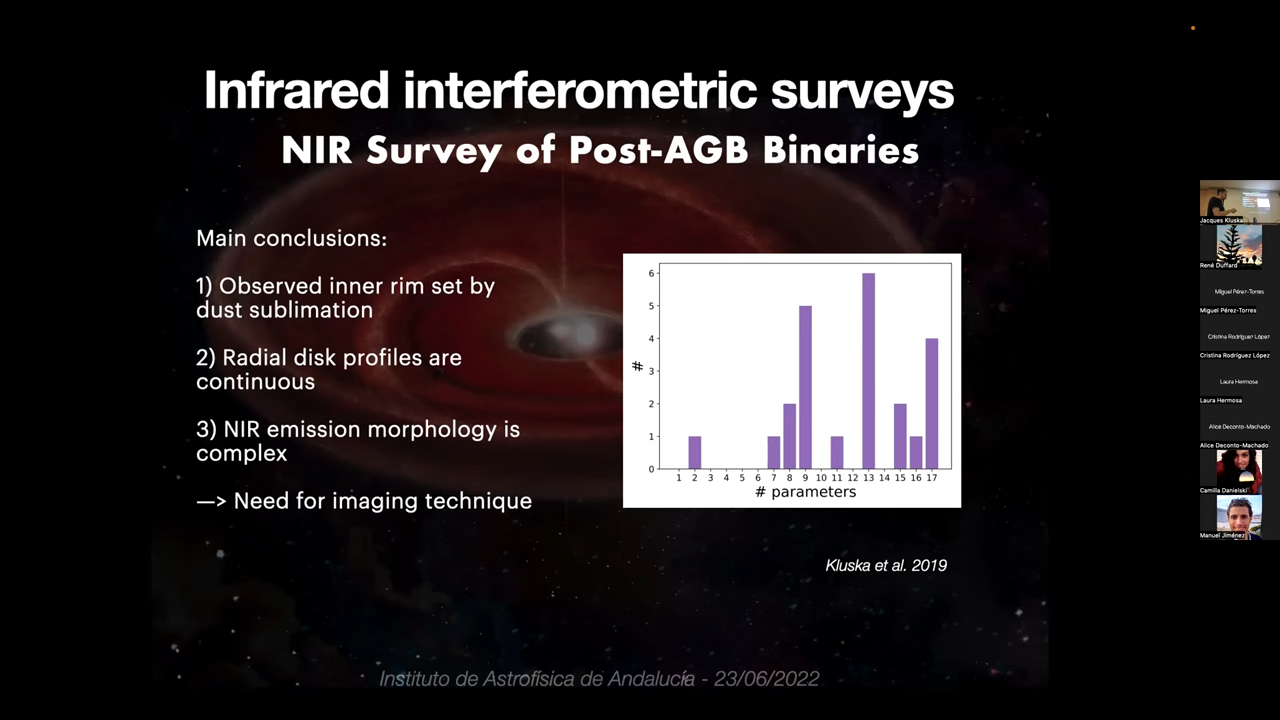 Infrared interferometric surveys
NIR Survey of Post-AGB Binaries
Main conclusions:
1) Observed inner rim set by
dust sublimation
2) Radial disk profiles are
continuous
3) NIR emission morphology is
complex
—> Need for imaging technique
6
5
4
3
2
1
0
#
1 2 3 4 5 6 7 8 9 10 11 12 13 14 15 16 17
# parameters
Kluska et al. 2019
Instituto de Astrofísica de Andalucía - 23/06/2022
Jacques Kluska
René Duffard
Miguel Pérez-Torres
Miguel Pérez-Torres
Cristina Rodríguez López
Cristina Rodríguez López
Laura Hermosa
Laura Hermosa
Alice Deconto-Machado
Alice Deconto-Machado
Camilla Danielski
Manuel Jiménez